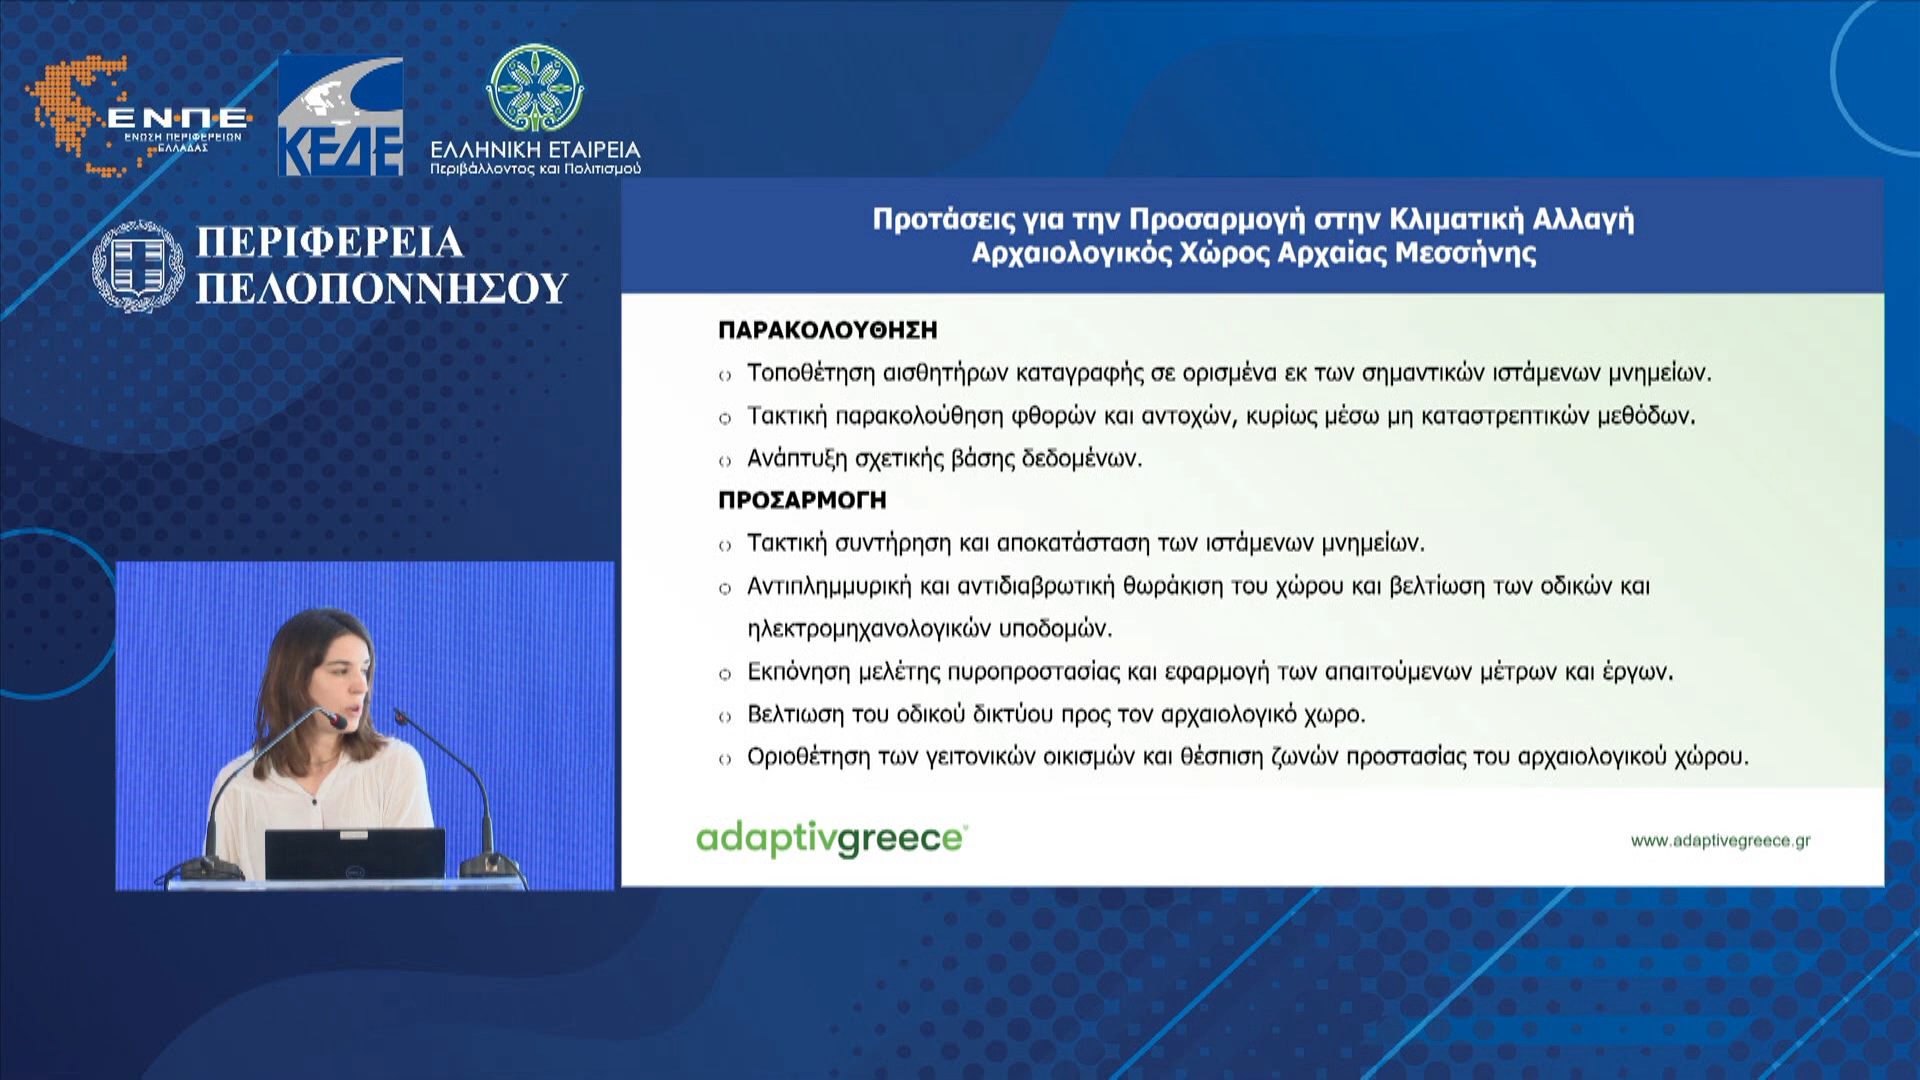 ΕΝΠΕ
ΕΝΩΣΗ ΠΕΡΙΦΕΡΕΙΩΝ
ΕΛΛΑΔΑΣ
ΚΕΔΕ
ΕΛΛΗΝΙΚΗ ΕΤΑΙΡΕΙΑ
Περιβάλλοντος και Πολιτισμού
ΠΕΡΙΦΕΡΕΙΑ
ΠΕΛΟΠΟΝΝΗΣΟΥ
Προτάσεις για την Προσαρμογή στην Κλιματική Αλλαγή
Αρχαιολογικός Χώρος Αρχαίας Μεσσήνης
ΠΑΡΑΚΟΛΟΥΘΗΣΗ
Τοποθέτηση αισθητήρων καταγραφής σε ορισμένα εκ των σημαντικών ιστάμενων μνημείων.
Τακτική παρακολούθηση φθορών και αντοχών, κυρίως μέσω μη καταστρεπτικών μεθόδων.
Ανάπτυξη σχετικής βάσης δεδομένων.
ΠΡΟΣΑΡΜΟΓΗ
Τακτική συντήρηση και αποκατάσταση των ιστάμενων μνημείων.
Αντιπλημμυρική και αντιδιαβρωτική θωράκιση του χώρου και βελτίωση των οδικών και
ηλεκτρομηχανολογικών υποδομών.
Εκπόνηση μελέτης πυροπροστασίας και εφαρμογή των απαιτούμενων μέτρων και έργων.
Βελτιωση του οδικού δικτύου προς τον αρχαιολογικό χωρο.
Οριοθέτηση των γειτονικών οικισμών και θέσπιση ζωνών προστασίας του αρχαιολογικού χώρου.
adaptivgreece
www.adaptivegreece.gr